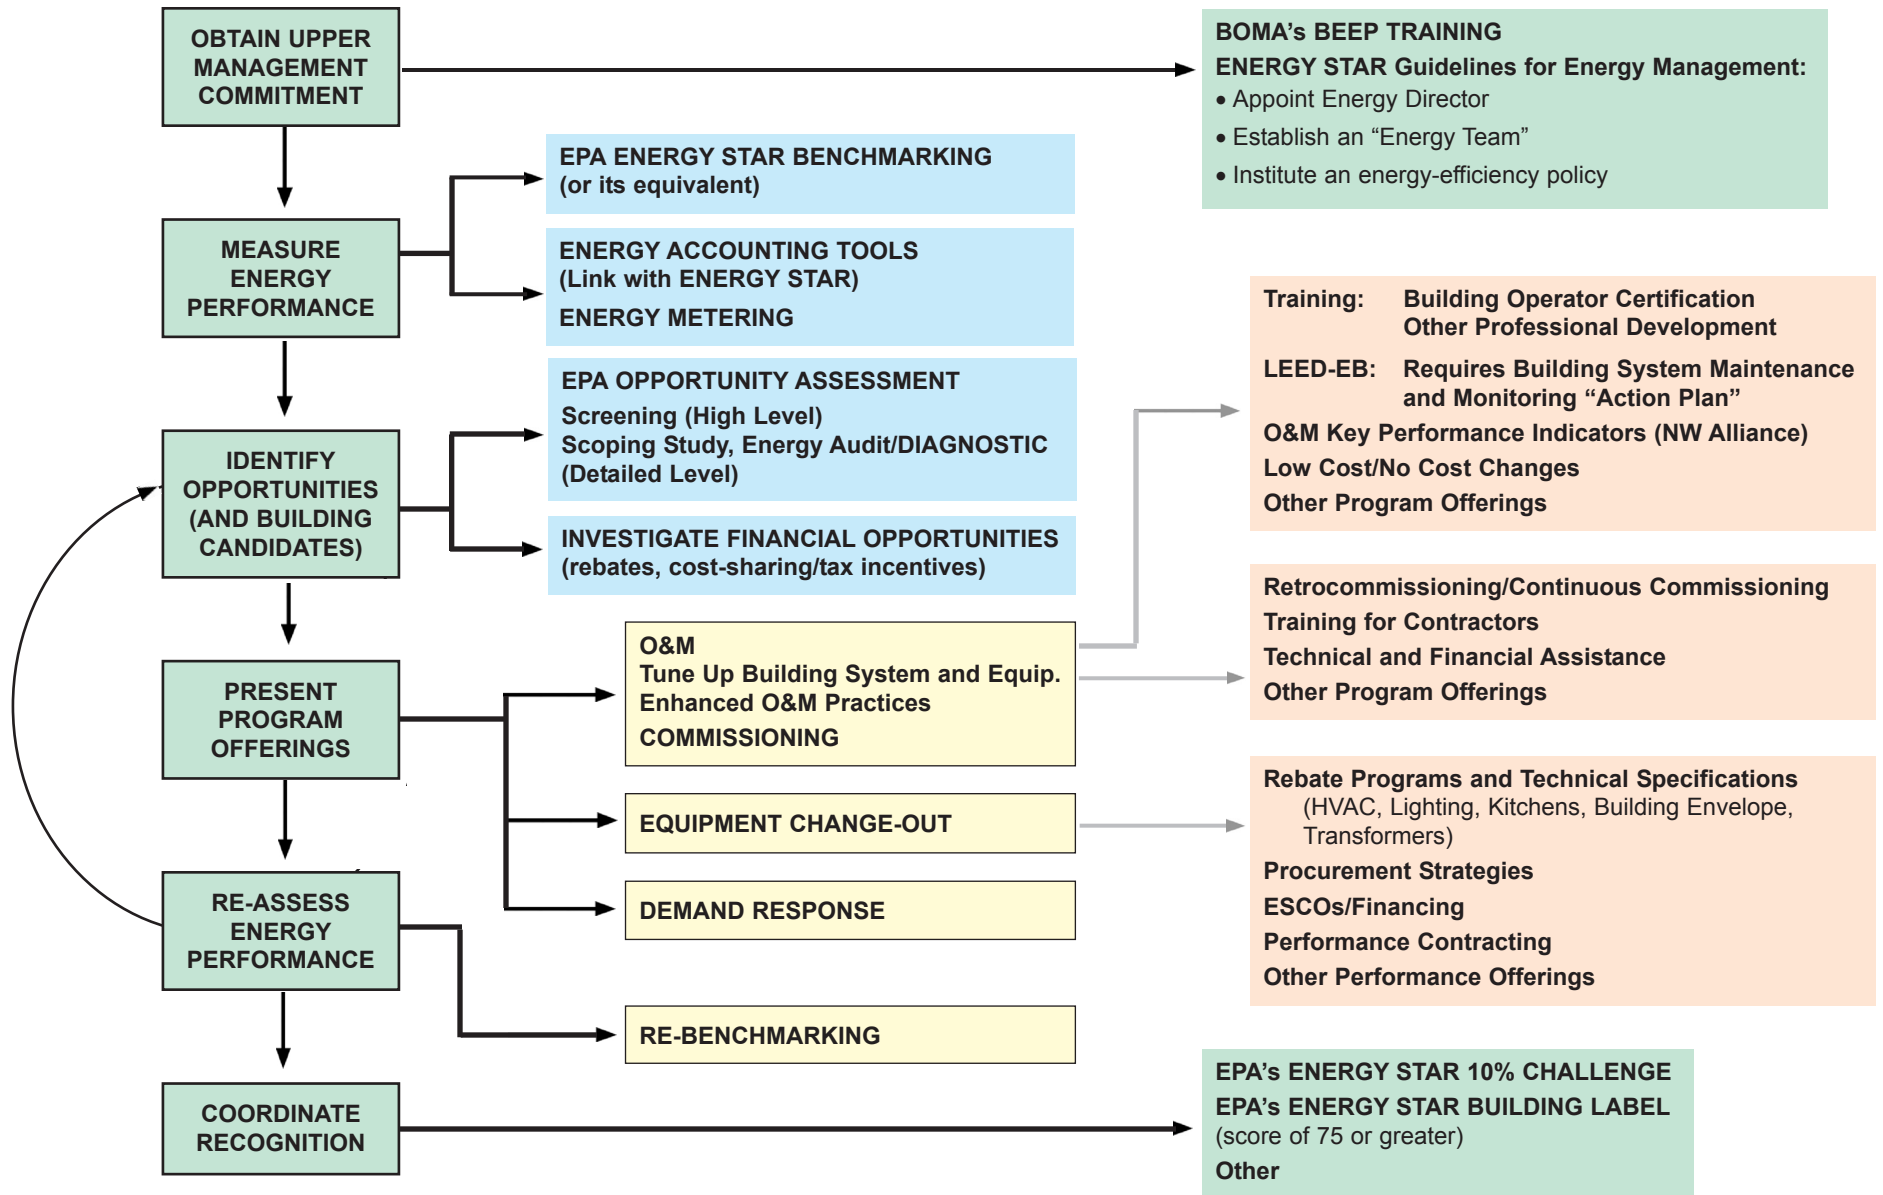 OBTAIN UPPER
MANAGEMENT
COMMITMENT
BOMA’s BEEP TRAINING
ENERGY STAR Guidelines for Energy Management:
• Appoint Energy Director
• Establish an “Energy Team”
• Institute an energy-efficiency policy
MEASURE
ENERGY
PERFORMANCE
EPA ENERGY STAR BENCHMARKING
(or its equivalent)
ENERGY ACCOUNTING TOOLS
(Link with ENERGY STAR)
ENERGY METERING
IDENTIFY
OPPORTUNITIES
(AND BUILDING
CANDIDATES)
EPA OPPORTUNITY ASSESSMENT
Screening (High Level)
Scoping Study, Energy Audit/DIAGNOSTIC
(Detailed Level)
INVESTIGATE FINANCIAL OPPORTUNITIES
(rebates, cost-sharing/tax incentives)
PRESENT
PROGRAM
OFFERINGS
O&M
Tune Up Building System and Equip.
Enhanced O&M Practices
COMMISSIONING
EQUIPMENT CHANGE-OUT
DEMAND RESPONSE
Training: Building Operator Certification
Other Professional Development
LEED-EB: Requires Building System Maintenance
and Monitoring “Action Plan”
O&M Key Performance Indicators (NW Alliance)
Low Cost/No Cost Changes
Other Program Offerings
Retrocommissioning/Continuous Commissioning
Training for Contractors
Technical and Financial Assistance
Other Program Offerings
Rebate Programs and Technical Specifications
(HVAC, Lighting, Kitchens, Building Envelope,
Transformers)
Procurement Strategies
ESCOs/Financing
Performance Contracting
Other Performance Offerings
RE-ASSESS
ENERGY
PERFORMANCE
RE-BENCHMARKING
COORDINATE
RECOGNITION
EPA’s ENERGY STAR 10% CHALLENGE
EPA’s ENERGY STAR BUILDING LABEL
(score of 75 or greater)
Other